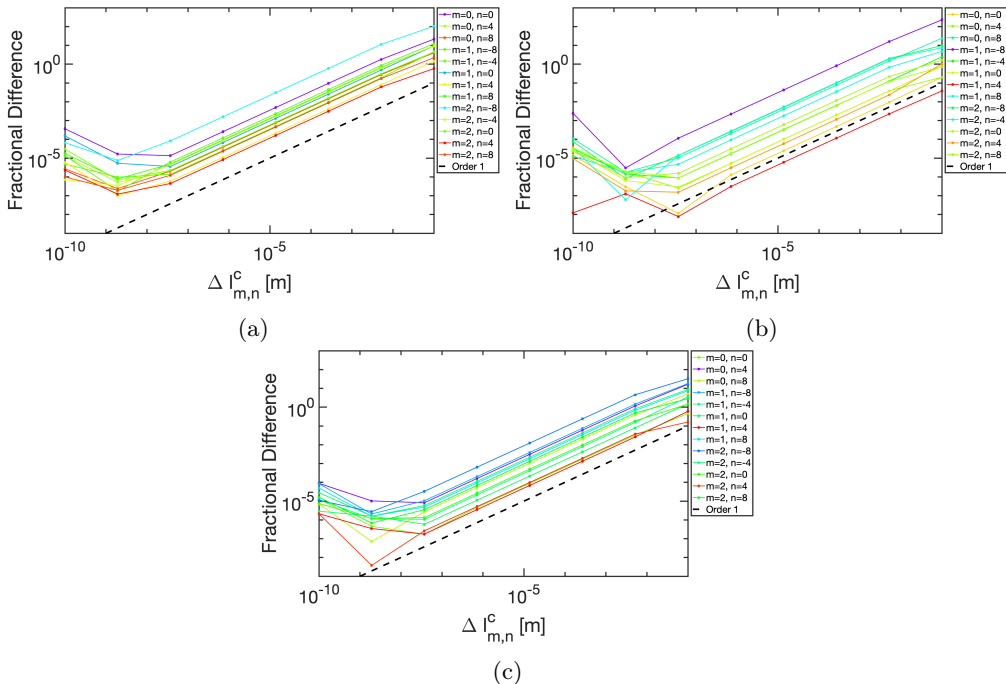 10^0
10^-5
10^-10
10^-5
Fractional Difference
Δ I^c_{m,n} [m]
m=0, n=0
m=0, n=4
m=0, n=8
m=1, n=-8
m=1, n=-4
m=1, n=0
m=1, n=4
m=1, n=8
m=2, n=-8
m=2, n=-4
m=2, n=0
m=2, n=4
m=2, n=8
Order 1
(a)
10^0
10^-5
10^-10
10^-5
Fractional Difference
Δ I^c_{m,n} [m]
m=0, n=0
m=0, n=4
m=0, n=8
m=1, n=-8
m=1, n=-4
m=1, n=0
m=1, n=4
m=1, n=8
m=2, n=-8
m=2, n=-4
m=2, n=0
m=2, n=4
m=2, n=8
Order 1
(b)
10^0
10^-5
10^-10
10^-5
Fractional Difference
Δ I^c_{m,n} [m]
m=0, n=0
m=0, n=4
m=0, n=8
m=1, n=-8
m=1, n=-4
m=1, n=0
m=1, n=4
m=1, n=8
m=2, n=-8
m=2, n=-4
m=2, n=0
m=2, n=4
m=2, n=8
Order 1
(c)